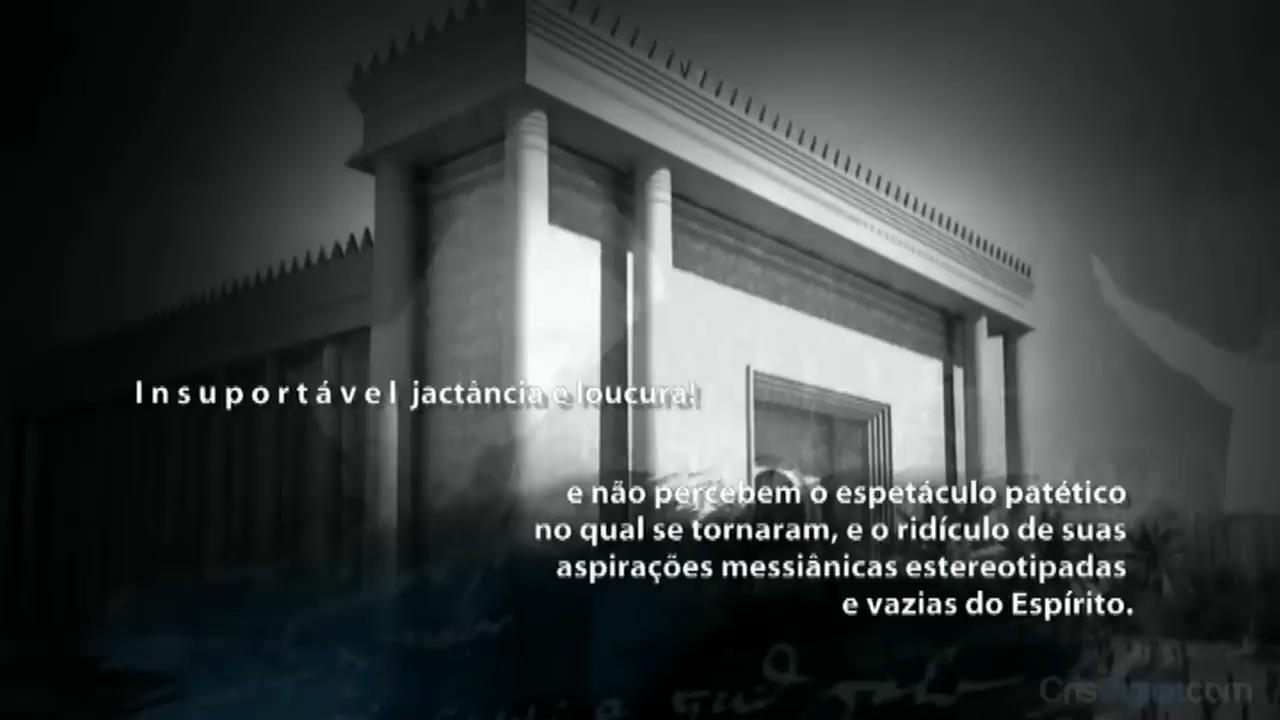 Insuportável jactância e loucura!
e não percebem o espetáculo patético
no qual se tornaram, e o ridículo de suas
aspirações messiânicas estereotipadas
e vazias do Espírito.